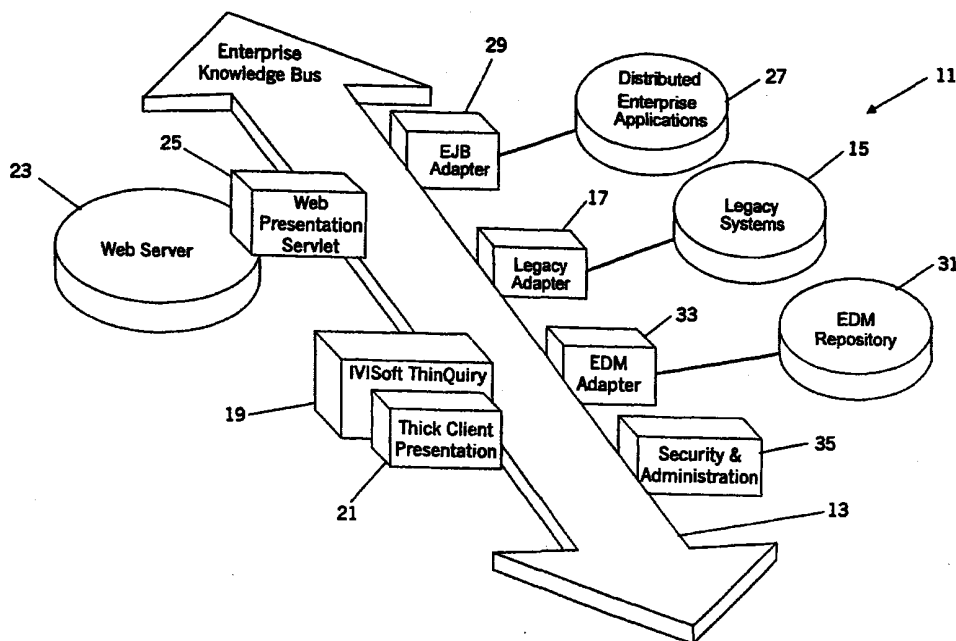 Enterprise
Knowledge Bus
29
Distributed
Enterprise
Applications
27
11
EJB
Adapter
25
23
Web
Presentation
Servlet
Web Server
15
17
Legacy
Systems
Legacy
Adapter
31
33
EDM
Repository
EDM
Adapter
IVISoft ThinQuiry
19
Thick Client
Presentation
21
Security &
Administration
35
13